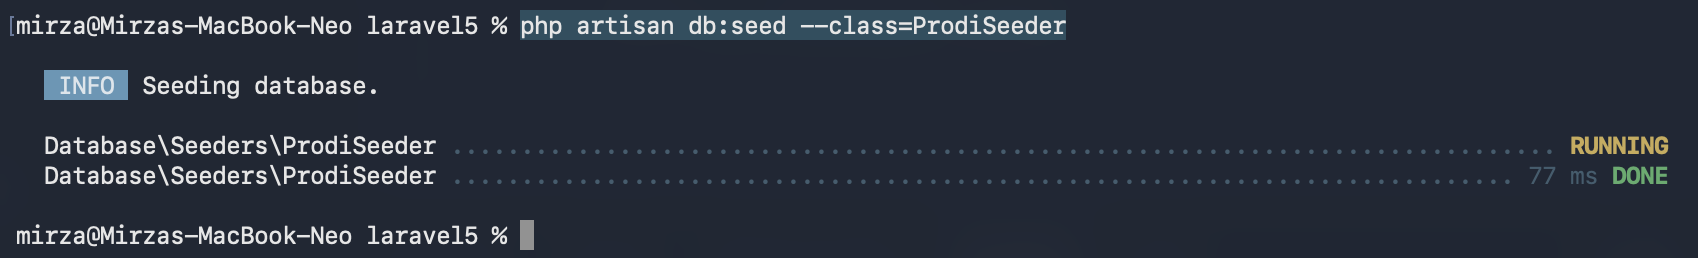 [mirza@Mirzas-MacBook-Neo laravel5 % php artisan db:seed --class=ProdiSeeder
INFO Seeding database.
Database\Seeders\ProdiSeeder ............................................................................... RUNNING
Database\Seeders\ProdiSeeder ............................................................................ 77 ms DONE
mirza@Mirzas-MacBook-Neo laravel5 %